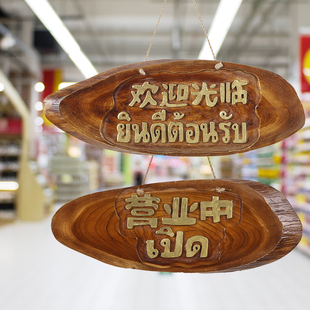 欢迎光临
ยินดีต้อนรับ
营业中
เปิด